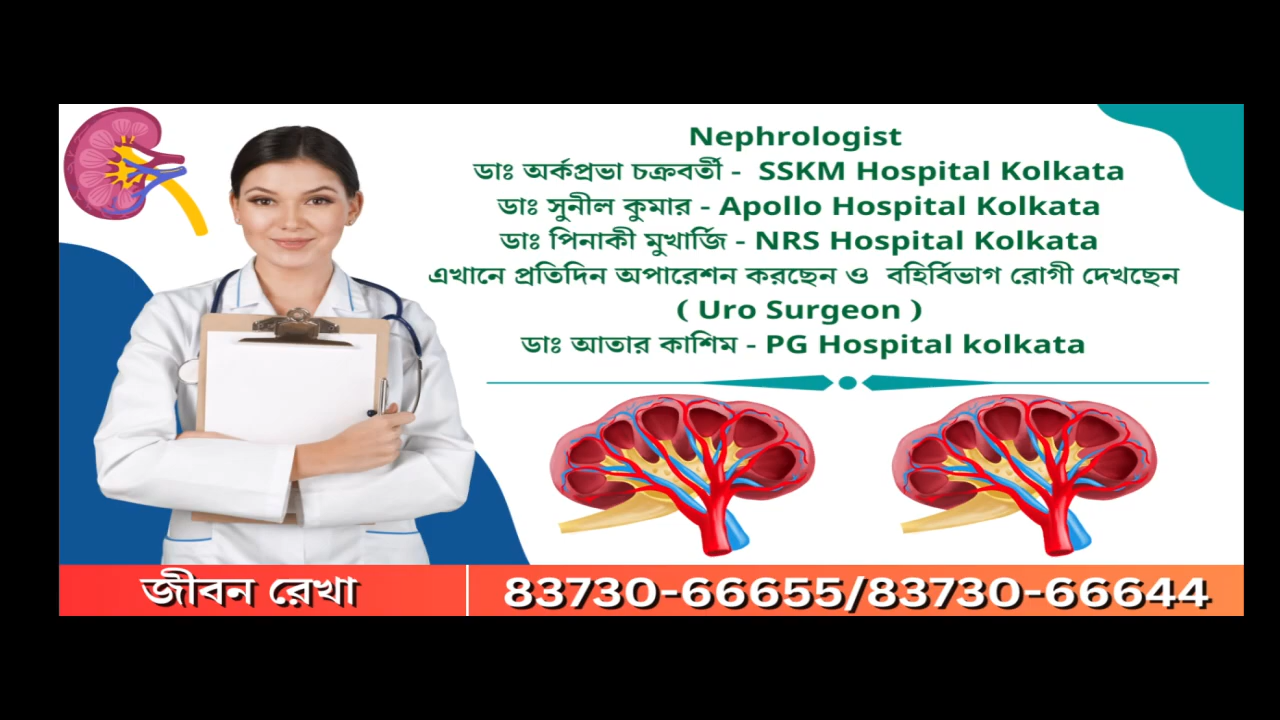 Nephrologist
ডাঃ অর্কপ্রভা চক্রবর্তী - SSKM Hospital Kolkata
ডাঃ সুনীল কুমার - Apollo Hospital Kolkata
ডাঃ পিনাকী মুখার্জি - NRS Hospital Kolkata
এখানে প্রতিদিন অপারেশন করছেন ও বহির্বিভাগ রোগী দেখছেন
( Uro Surgeon )
ডাঃ আতার কাশিম - PG Hospital kolkata
জীবন রেখা
83730-66655/83730-66644